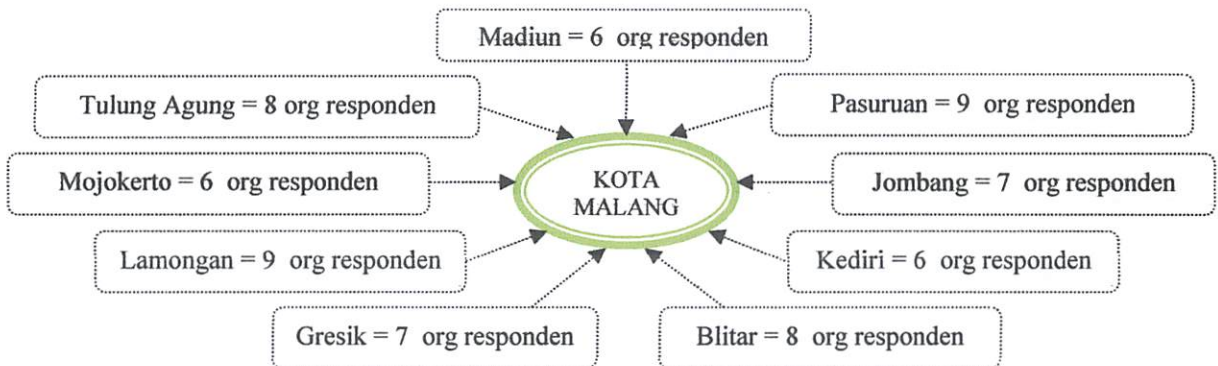 Madiun = 6 org responden
Tulung Agung = 8 org responden
Pasuruan = 9 org responden
Mojokerto = 6 org responden
KOTA
MALANG
Jombang = 7 org responden
Lamongan = 9 org responden
Kediri = 6 org responden
Gresik = 7 org responden
Blitar = 8 org responden